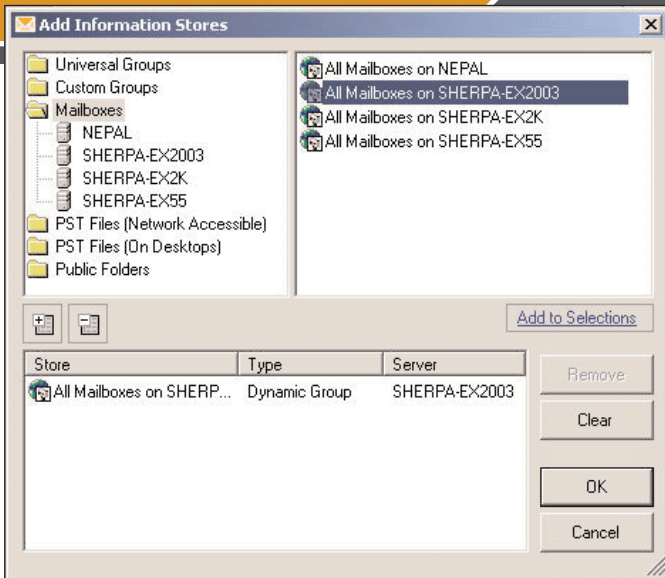 Add Information Stores
Universal Groups
Custom Groups
Mailboxes
NEPAL
SHERPA-EX2003
SHERPA-EX2K
SHERPA-EX55
PST Files (Network Accessible)
PST Files (On Desktops)
Public Folders
All Mailboxes on NEPAL
All Mailboxes on SHERPA-EX2003
All Mailboxes on SHERPA-EX2K
All Mailboxes on SHERPA-EX55
Add to Selections
Store Type Server
All Mailboxes on SHERP... Dynamic Group SHERPA-EX2003
Remove
Clear
OK
Cancel